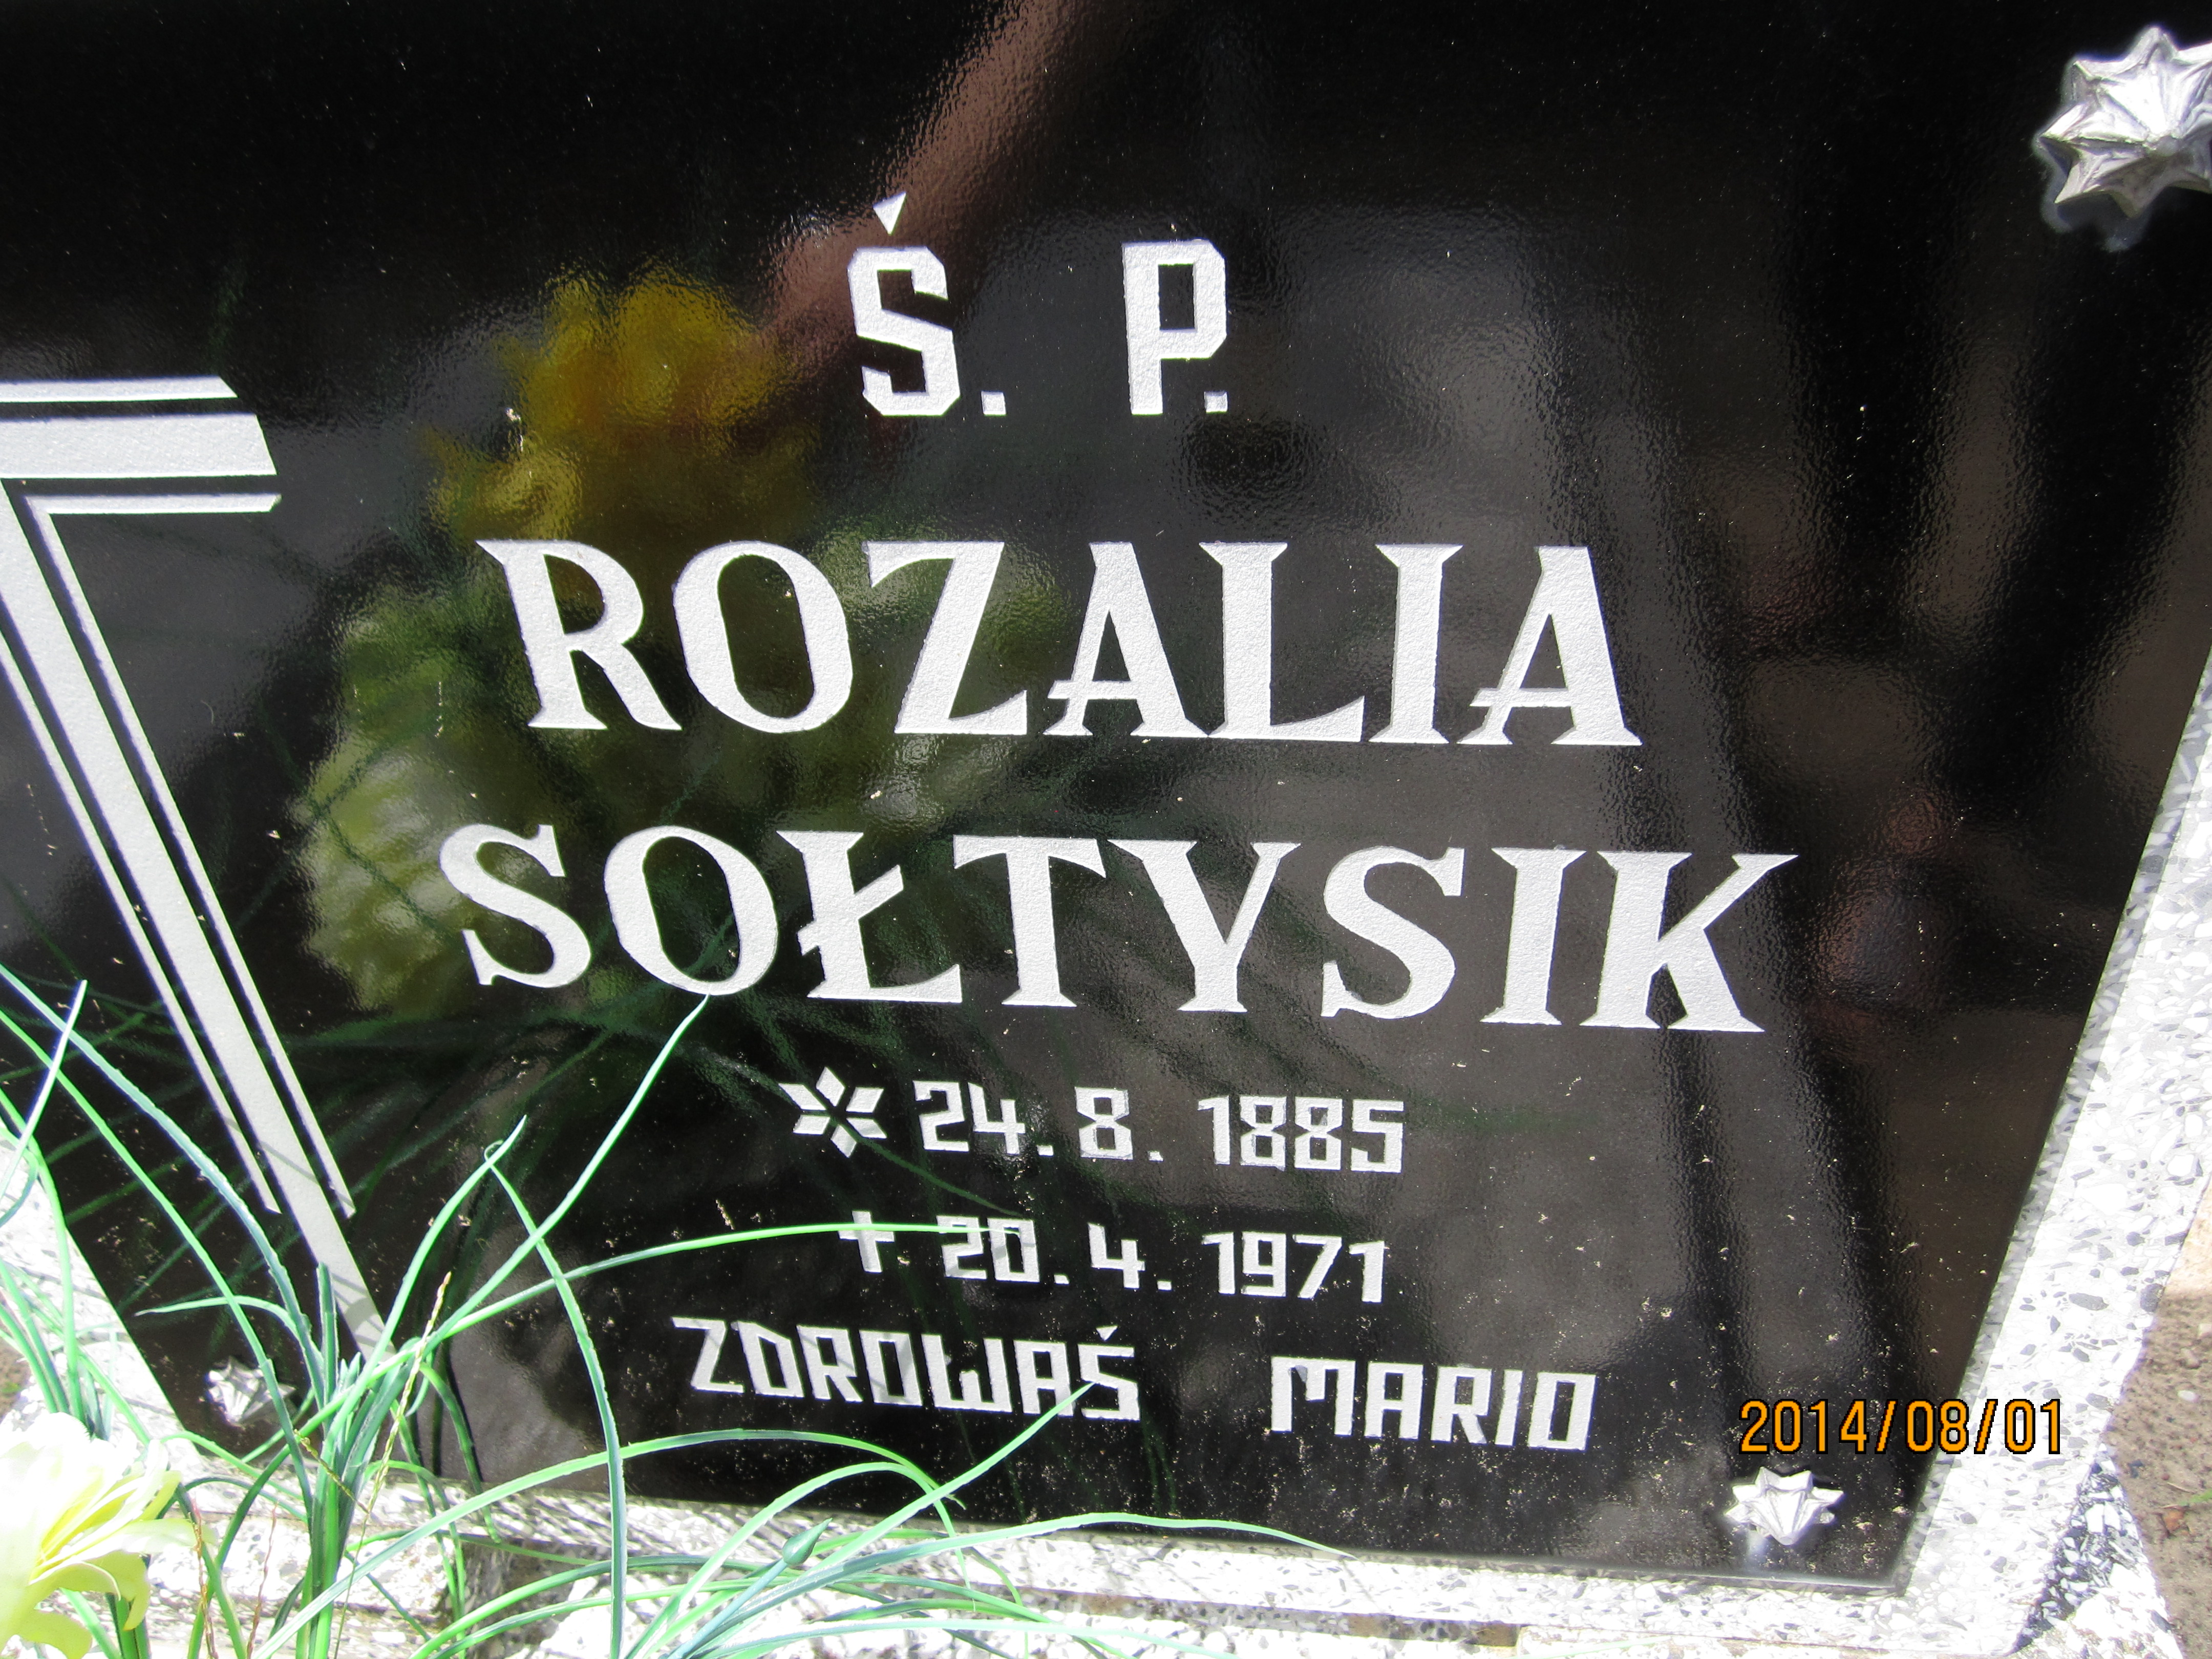 Ś. P.
ROZALIA
SOŁTYSIK
* 24. 8. 1885
+ 20. 4. 1971
ZDROWAŚ MARIO
2014/08/01